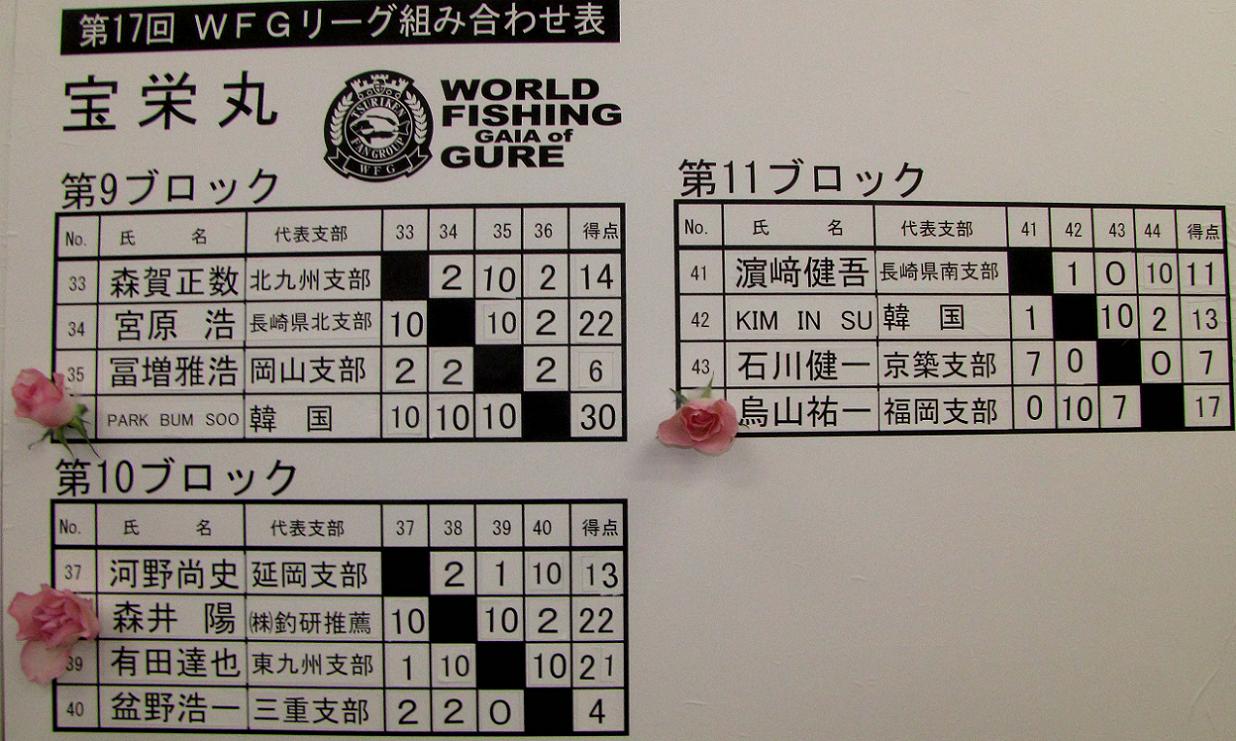 第17回 WFGリーグ組み合わせ表
宝栄丸
TSURIKEN
FANGROUP
WFG
WORLD
FISHING
GAIA of
GURE
第9ブロック
No. 氏 名 代表支部 33 34 35 36 得点
33 森賀正数 北九州支部 2 10 2 14
34 宮原 浩 長崎県北支部 10 10 2 22
35 冨増雅浩 岡山支部 2 2 2 6
PARK BUM SOO 韓国 10 10 10 30
第10ブロック
No. 氏 名 代表支部 37 38 39 40 得点
37 河野尚史 延岡支部 2 1 10 13
森井 陽 ㈱釣研推薦 10 10 2 22
39 有田達也 東九州支部 1 10 10 21
40 盆野浩一 三重支部 2 2 0 4
第11ブロック
No. 氏 名 代表支部 41 42 43 44 得点
41 濵﨑健吾 長崎県南支部 1 0 10 11
42 KIM IN SU 韓国 1 10 2 13
43 石川健一 京築支部 7 0 0 7
烏山祐一 福岡支部 0 10 7 17